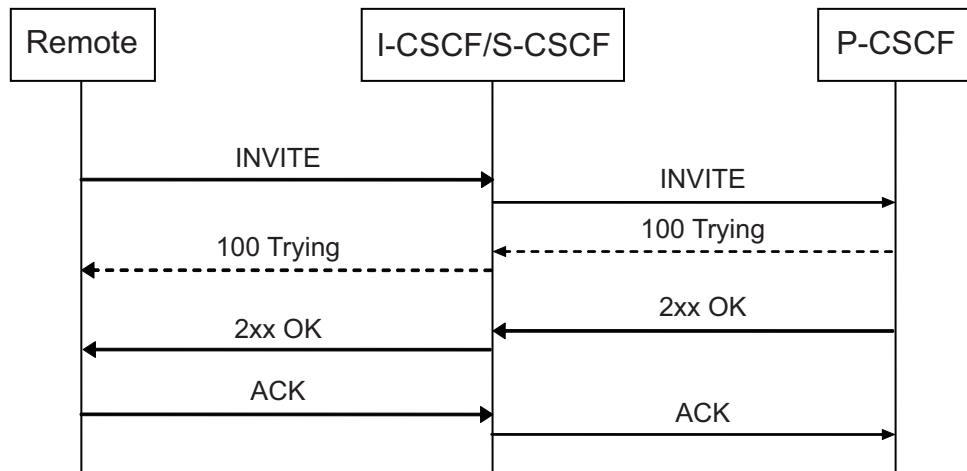 Remote
I-CSCF/S-CSCF
P-CSCF
INVITE
INVITE
100 Trying
100 Trying
2xx OK
2xx OK
ACK
ACK